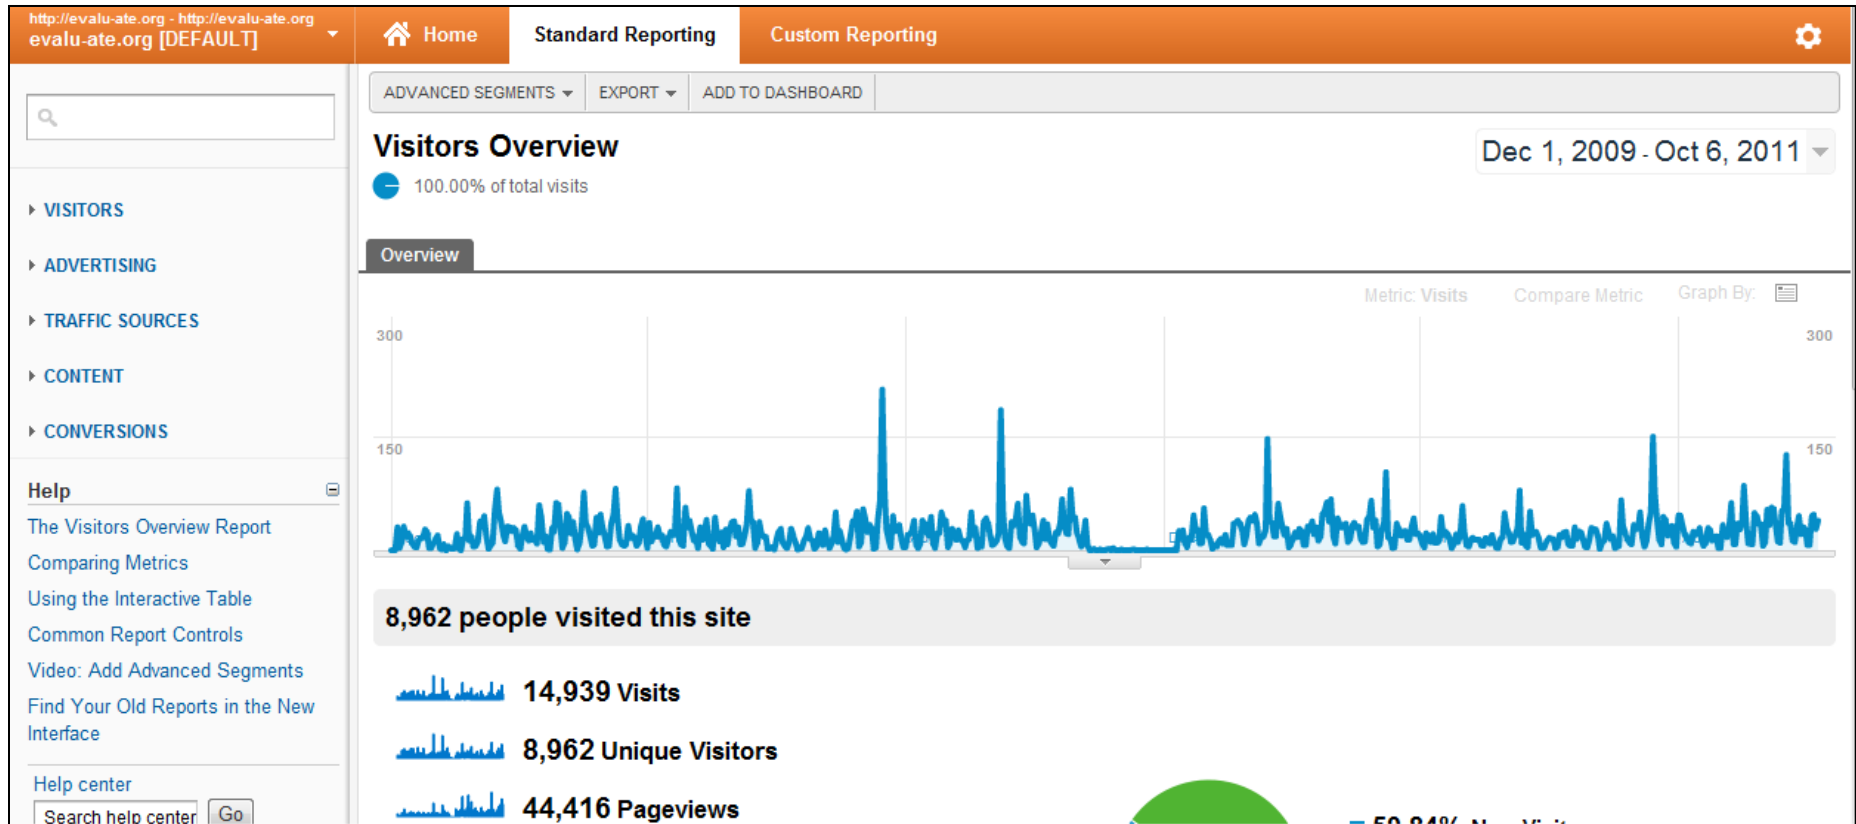 http://evalu-ate.org - http://evalu-ate.org
evalu-ate.org [DEFAULT]
Home
Standard Reporting
Custom Reporting
ADVANCED SEGMENTS
EXPORT
ADD TO DASHBOARD
Visitors Overview
Dec 1, 2009 - Oct 6, 2011
100.00% of total visits
VISITORS
ADVERTISING
TRAFFIC SOURCES
CONTENT
CONVERSIONS
Help
The Visitors Overview Report
Comparing Metrics
Using the Interactive Table
Common Report Controls
Video: Add Advanced Segments
Find Your Old Reports in the New
Interface
Help center
Search help center
Go
Overview
Metric: Visits
Compare Metric
Graph By:
300
300
150
150
8,962 people visited this site
14,939 Visits
8,962 Unique Visitors
44,416 Pageviews
59.84%